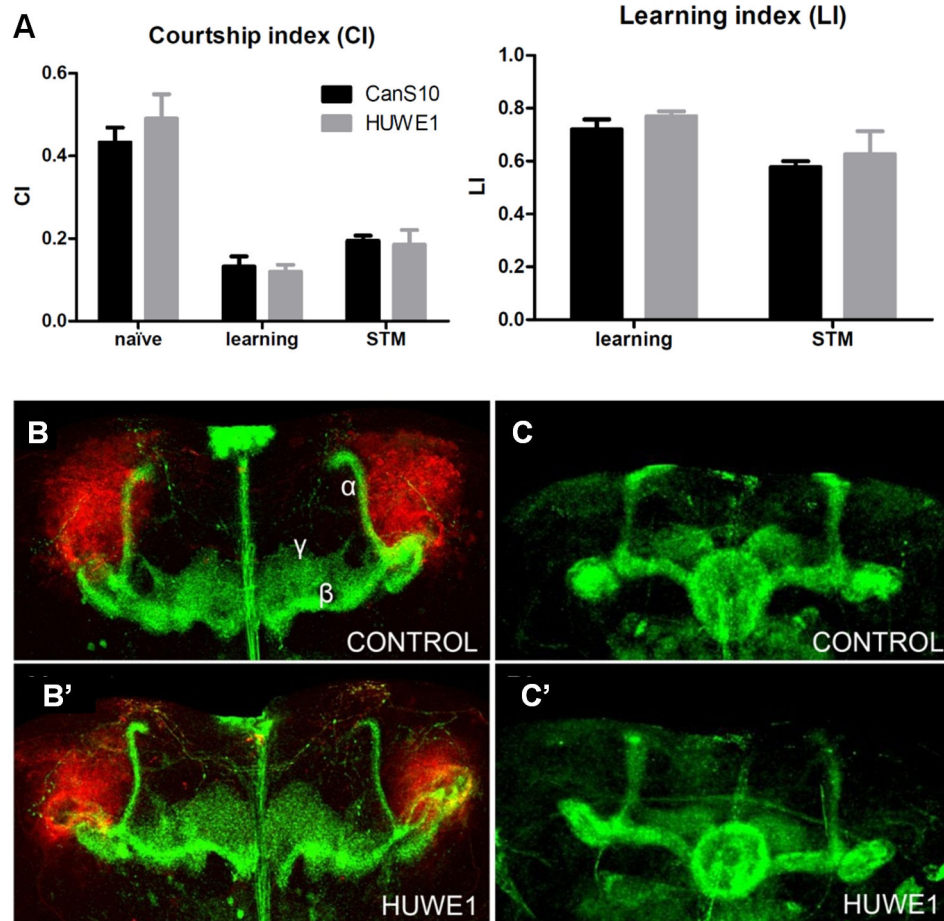 A
Courtship index (CI)
CI
0.6
0.4
0.2
0.0
CanS10
HUWE1
naïve
learning
STM
Learning index (LI)
LI
1.0
0.8
0.6
0.4
0.2
0.0
learning
STM
B
α
γ
β
CONTROL
C
CONTROL
B'
HUWE1
C'
HUWE1